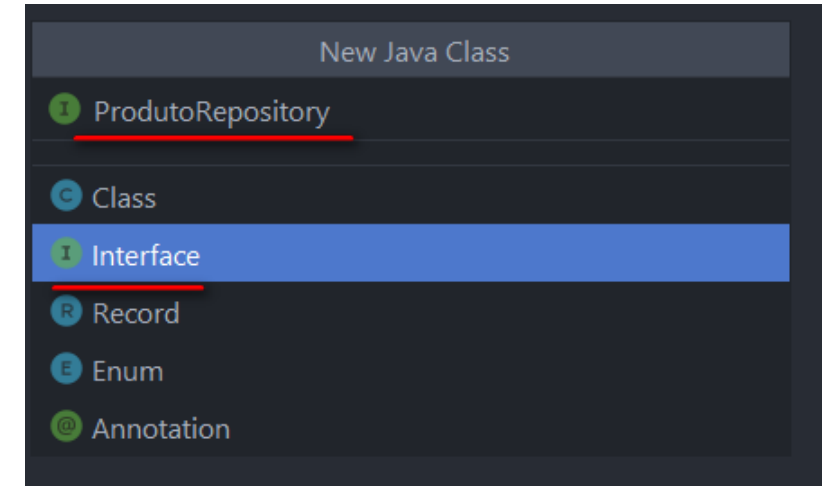 New Java Class
I ProdutoRepository
C Class
I Interface
R Record
E Enum
@ Annotation